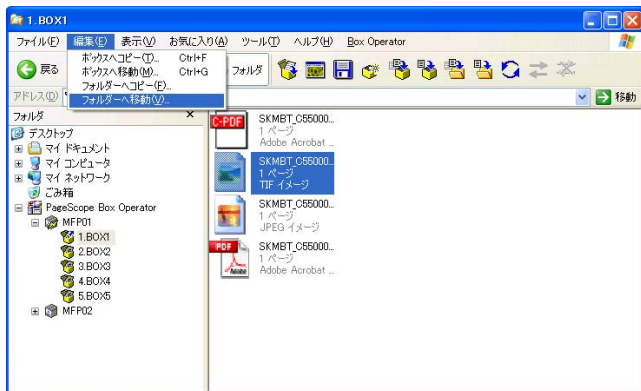 1.BOX1
ファイル(F) 編集(E) 表示(V) お気に入り(A) ツール(T) ヘルプ(H) Box Operator
戻る
ボックスへコピー(T)... Ctrl+F
ボックスへ移動(M)... Ctrl+G
フォルダーへコピー(F)...
フォルダーへ移動(V)...
フォルダ
アドレス(D)
移動
フォルダ ×
デスクトップ
マイ ドキュメント
マイ コンピュータ
マイ ネットワーク
ごみ箱
PageScope Box Operator
MFP01
1.BOX1
2.BOX2
3.BOX3
4.BOX4
5.BOX5
MFP02
C-PDF
SKMBT_C55000...
1 ページ
Adobe Acrobat ...
SKMBT_C55000...
1 ページ
TIF イメージ
SKMBT_C55000...
1 ページ
JPEG イメージ
PDF
Adobe
SKMBT_C55000...
1 ページ
Adobe Acrobat ...